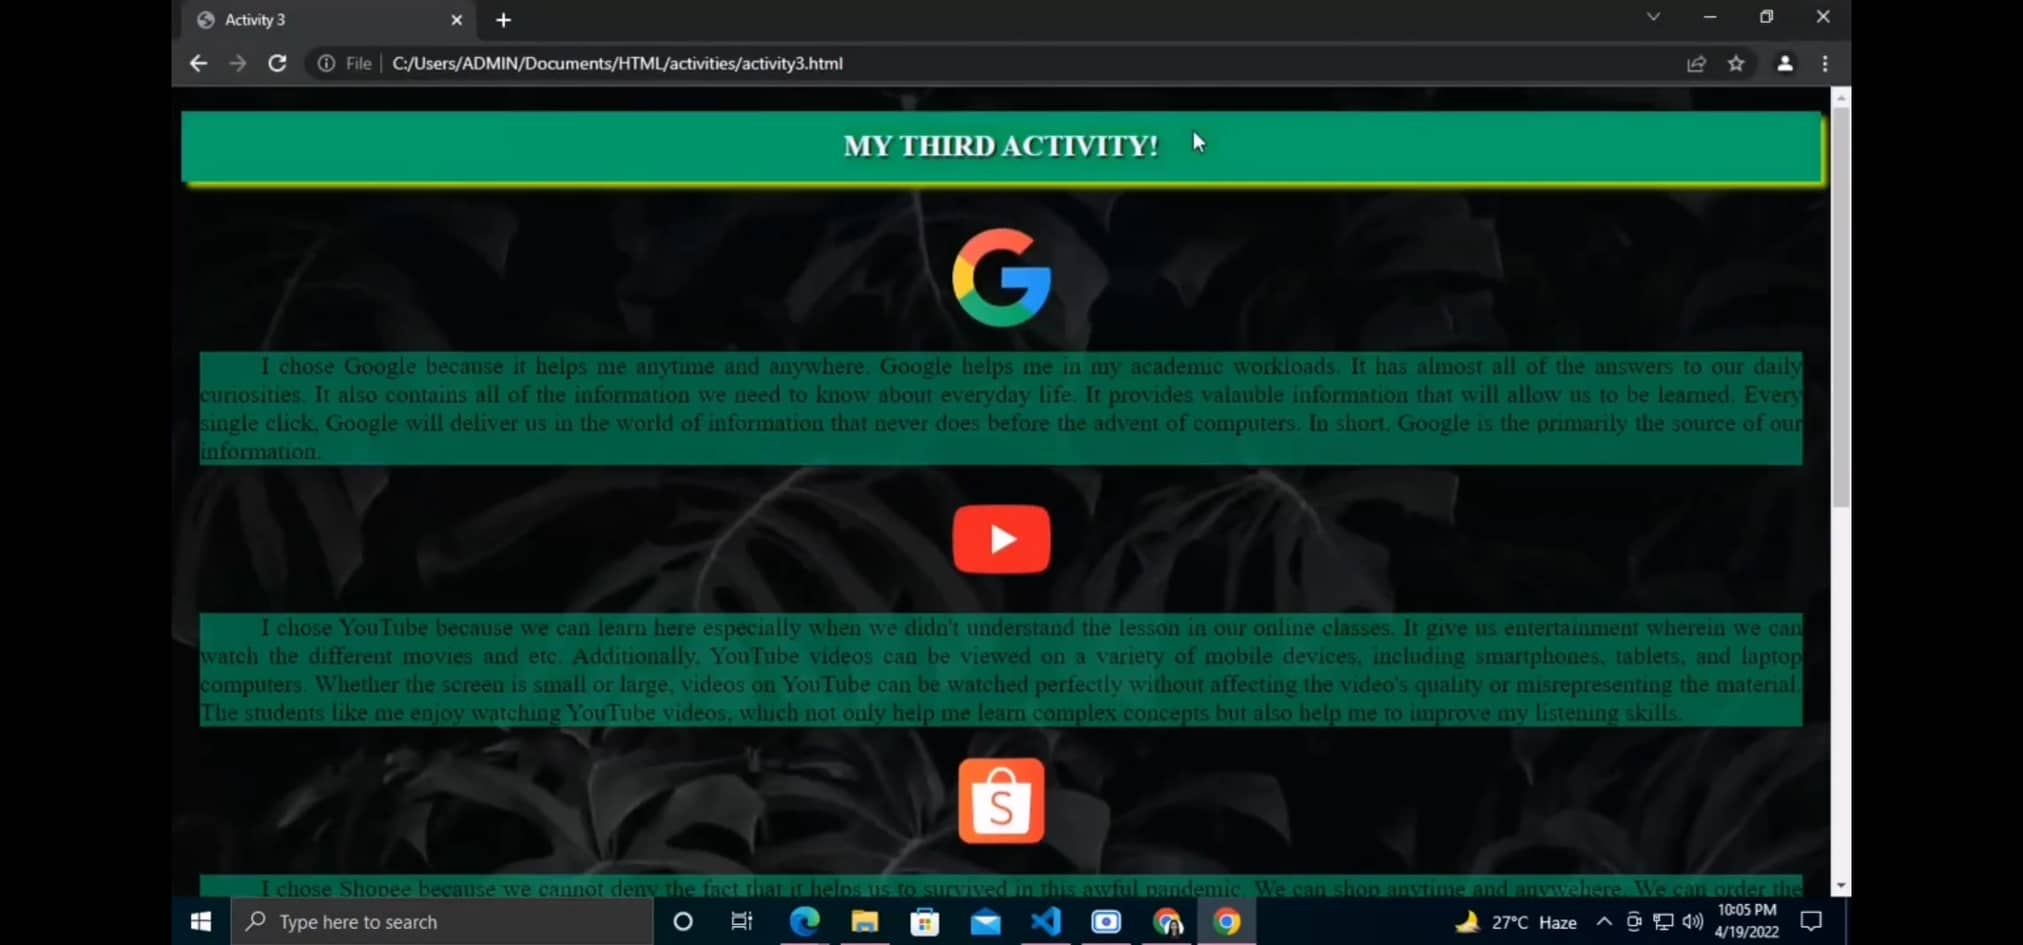 Activity 3
File
C:/Users/ADMIN/Documents/HTML/activities/activity3.html
MY THIRD ACTIVITY!
I chose Google because it helps me anytime and anywhere. Google helps me in my academic workloads. It has almost all of the answers to our daily
curiosities. It also contains all of the information we need to know about everyday life. It provides valauble information that will allow us to be learned. Every
single click, Google will deliver us in the world of information that never does before the advent of computers. In short, Google is the primarily the source of our
information.
I chose YouTube because we can learn here especially when we didn't understand the lesson in our online classes. It give us entertainment wherein we can
watch the different movies and etc. Additionally, YouTube videos can be viewed on a variety of mobile devices, including smartphones, tablets, and laptop
computers. Whether the screen is small or large, videos on YouTube can be watched perfectly without affecting the video's quality or misrepresenting the material.
The students like me enjoy watching YouTube videos, which not only help me learn complex concepts but also help me to improve my listening skills.
S
I chose Shopee because we cannot deny the fact that it helps us to survived in this awful pandemic. We can shop anytime and anywehere. We can order the
Type here to search
27°C Haze
10:05 PM
4/19/2022